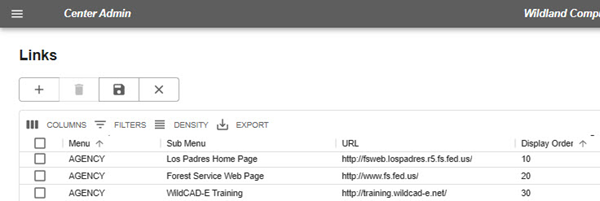 Center Admin
Links
COLUMNS FILTERS DENSITY EXPORT
Menu Sub Menu URL Display Order
AGENCY Los Padres Home Page http://fsweb.lospadres.r5.fs.fed.us/ 10
AGENCY Forest Service Web Page http://www.fs.fed.us/ 20
AGENCY WildCAD-E Training http://training.wildcad-e.net/ 30